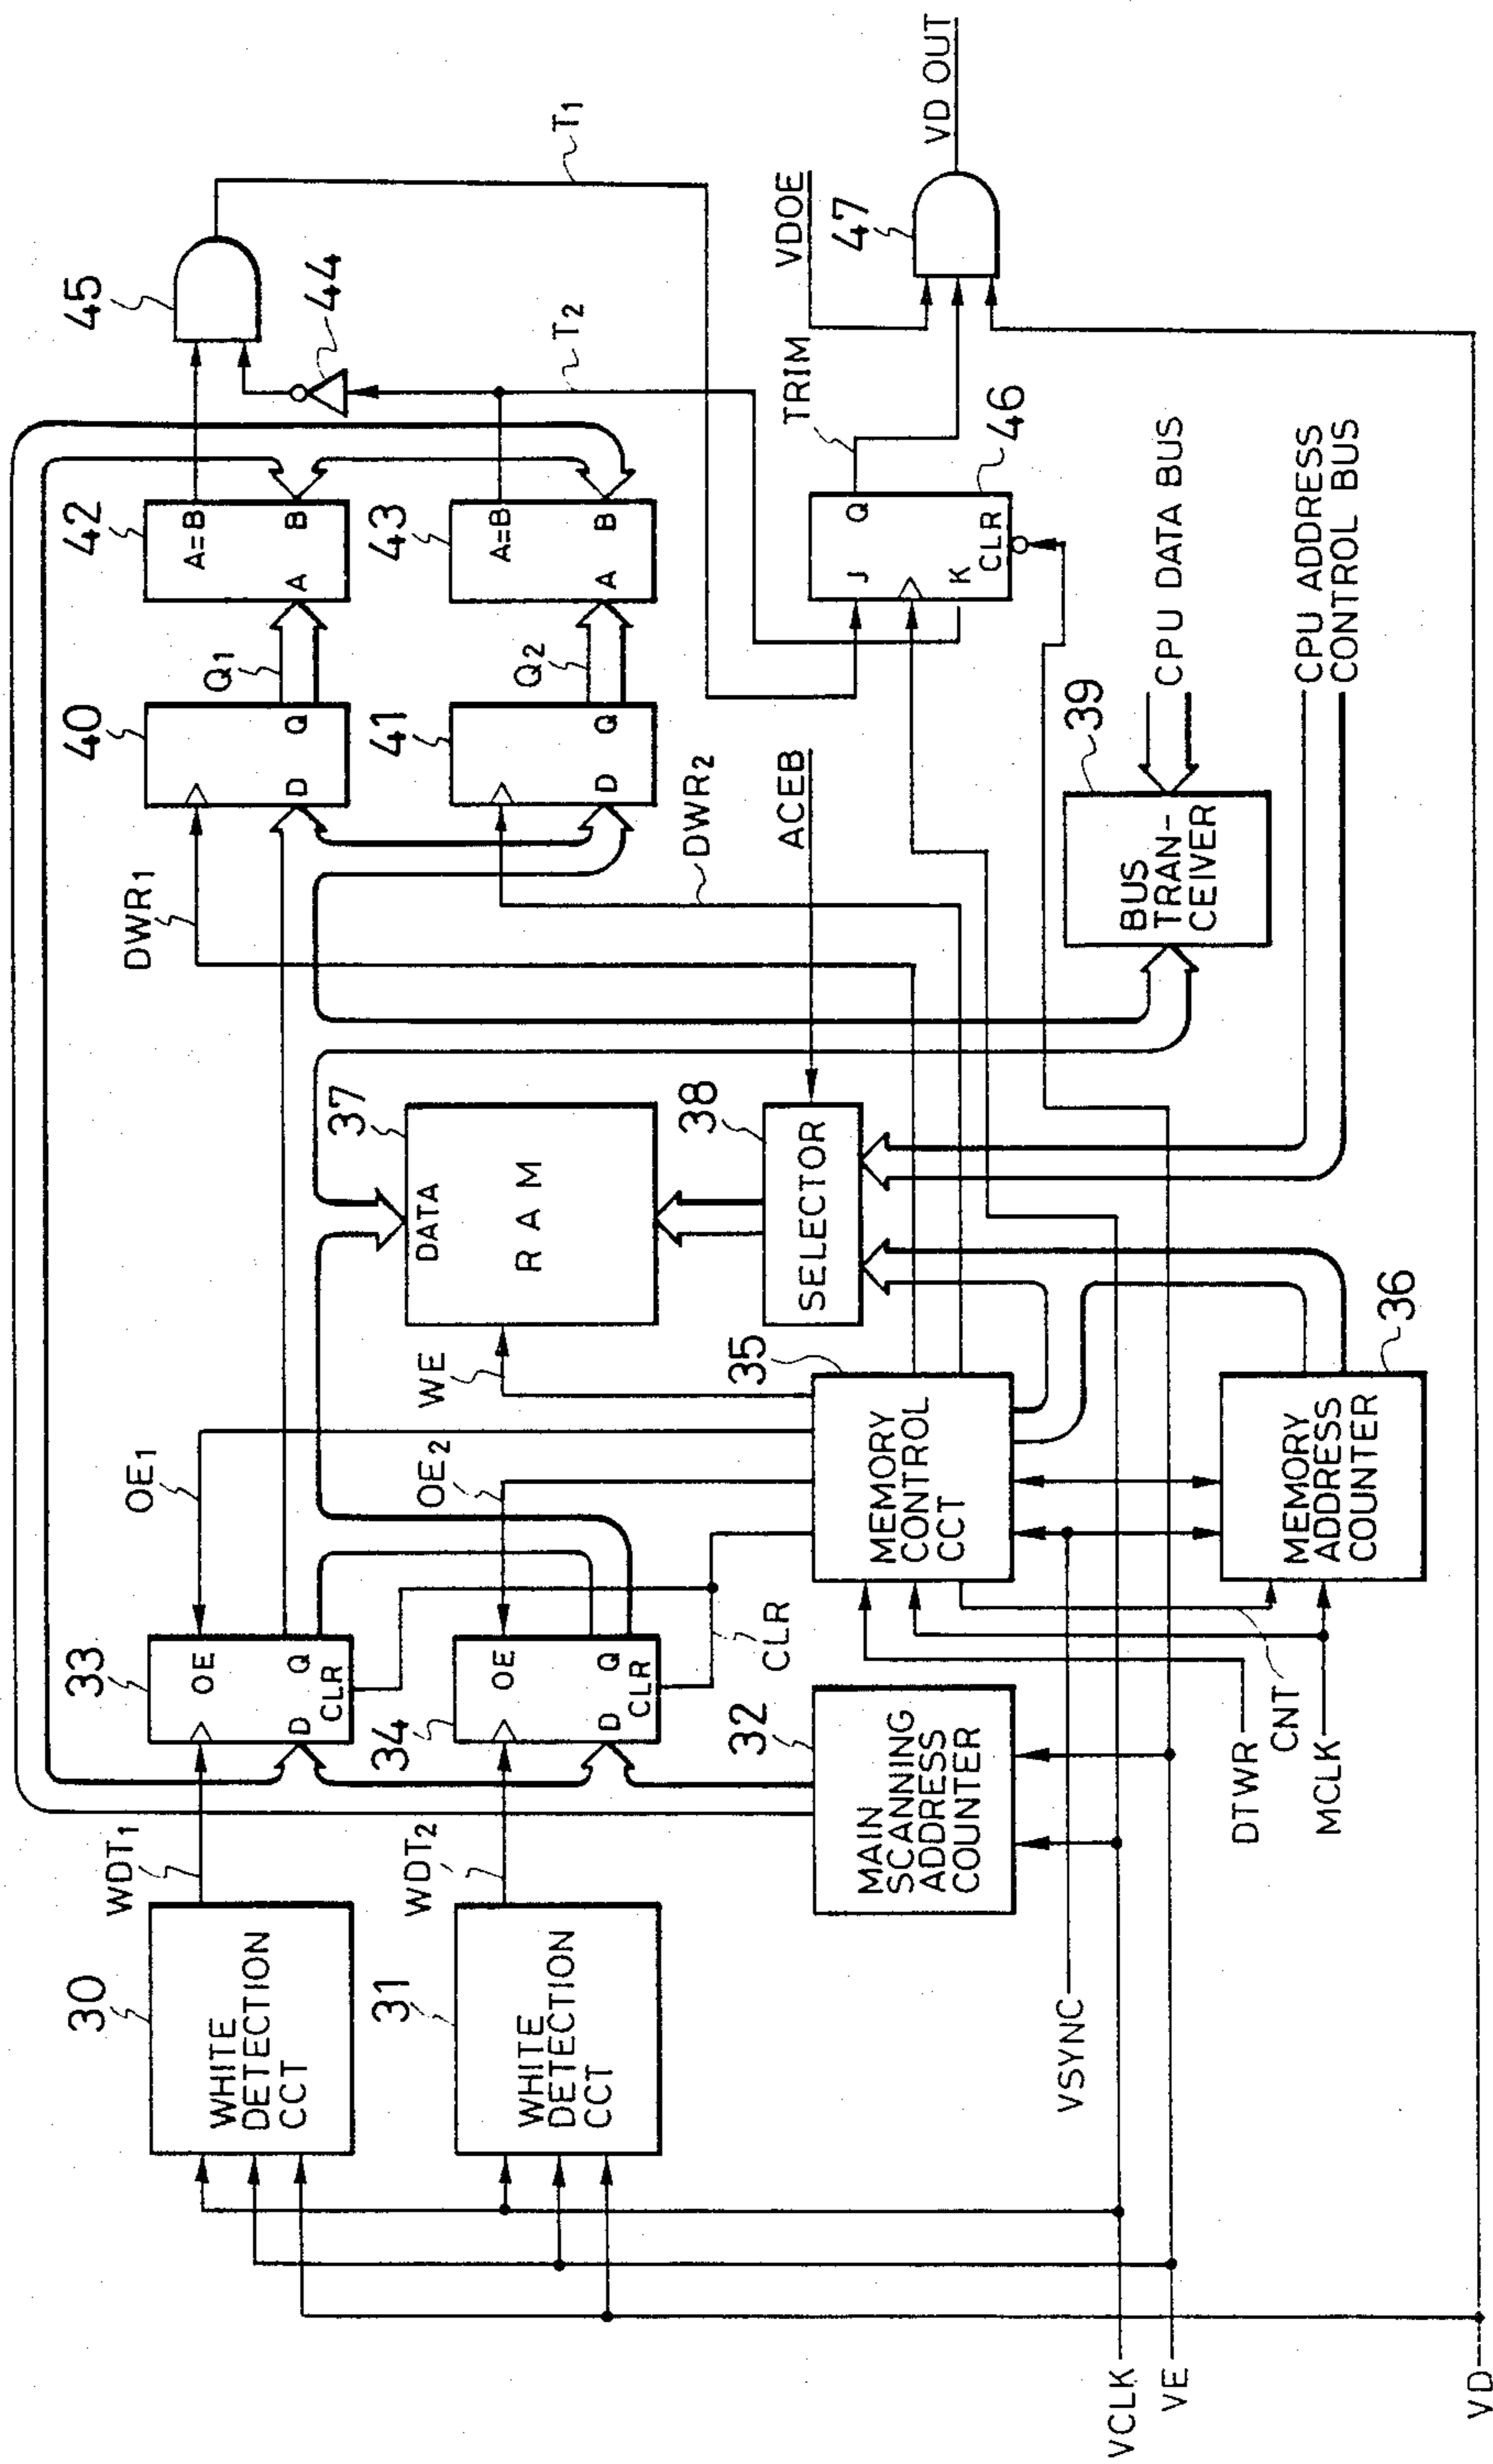 30
WHITE
DETECTION
CCT
WDT1
31
WHITE
DETECTION
CCT
WDT2
33
OE
D
Q
CLR
34
OE
D
Q
CLR
OE1
OE2
CLR
32
MAIN
SCANNING
ADDRESS
COUNTER
35
MEMORY
CONTROL
CCT
36
MEMORY
ADDRESS
COUNTER
WE
37
DATA
RAM
38
SELECTOR
ACEB
DWR1
DWR2
39
BUS
TRAN-
CEIVER
CPU DATA BUS
CPU ADDRESS
CONTROL BUS
40
D
Q
Q1
41
D
Q
Q2
42
A=B
A
B
43
A=B
A
B
44
45
T1
T2
46
J
Q
K
CLR
TRIM
VDOE
47
VD OUT
VSYNC
DTWR
CNT
MCLK
VCLK
VE
VD